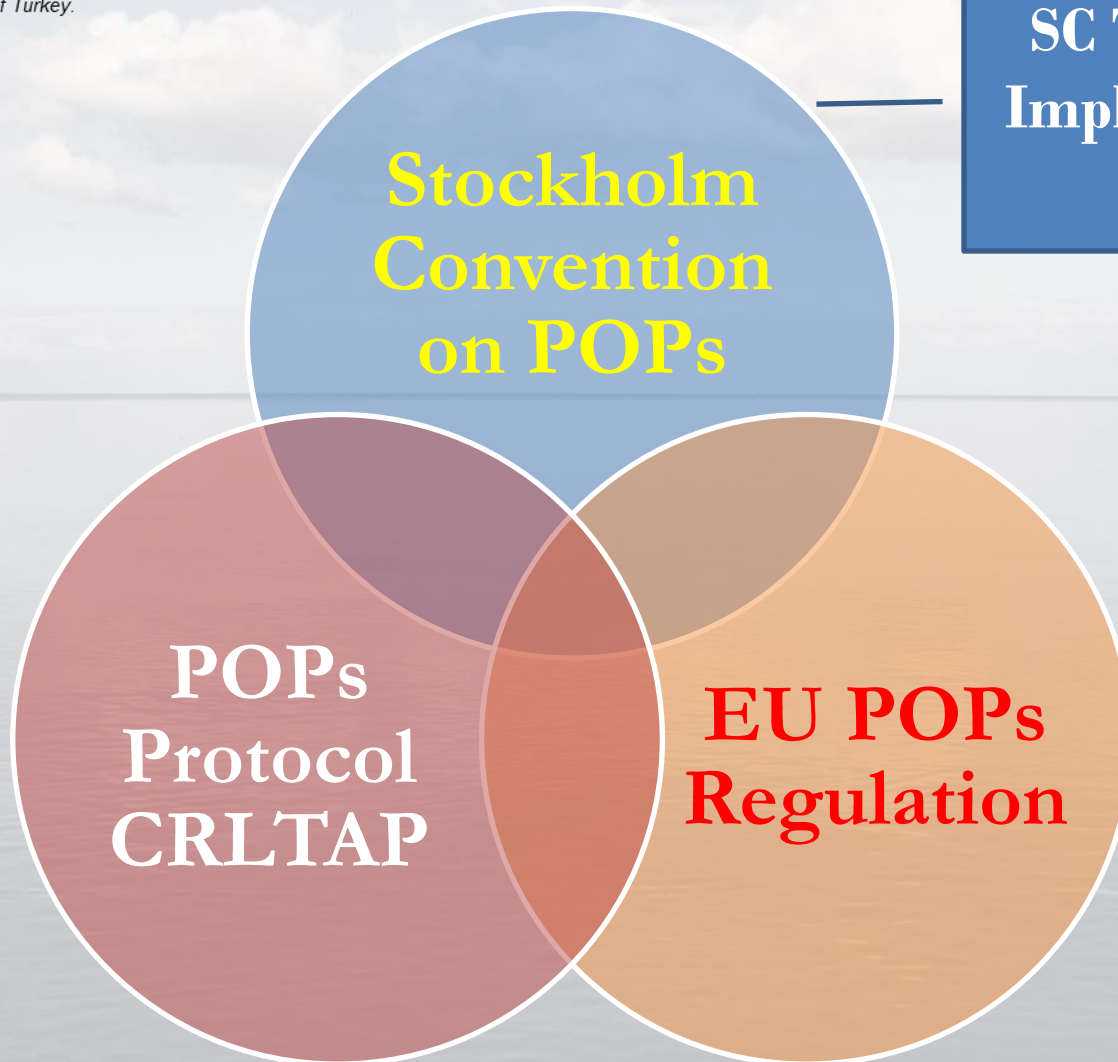 f Turkey.
SC
Impl
Stockholm
Convention
on POPs
POPs
Protocol
CRLTAP
EU POPs
Regulation